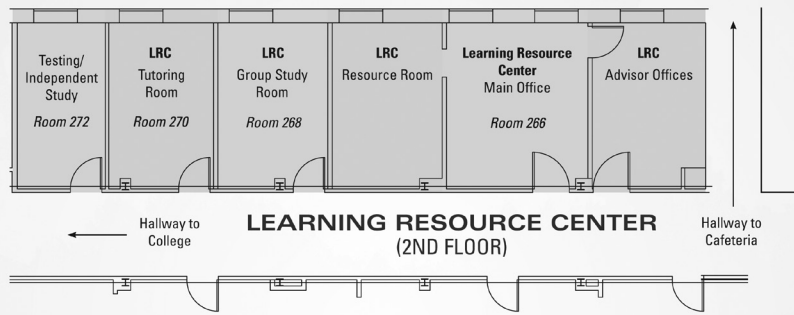 Testing/
Independent
Study
Room 272
LRC
Tutoring
Room
Room 270
LRC
Group Study
Room
Room 268
LRC
Resource Room
Learning Resource
Center
Main Office
Room 266
LRC
Advisor Offices
Hallway to
College
LEARNING RESOURCE CENTER
(2ND FLOOR)
Hallway to
Cafeteria